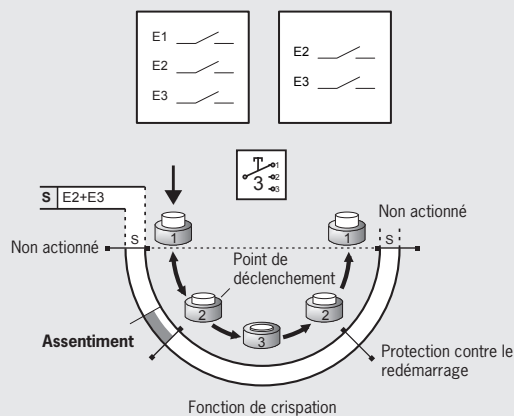 E1
E2
E3
E2
E3
3
1
2
3
S E2+E3
1
1
Non actionné
Non actionné
S
S
Point de
déclenchement
2
2
3
Assentiment
Protection contre le
redémarrage
Fonction de crispation